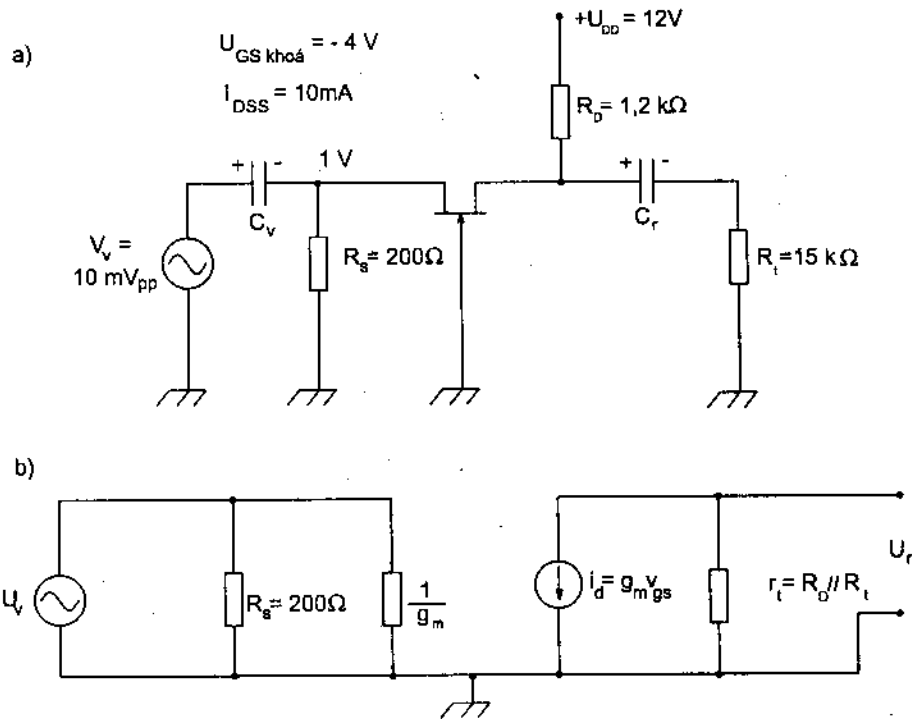 a)
U_GS khoá = - 4 V
I_DSS = 10mA
+U_DD = 12V
R_D = 1,2 kΩ
+ - 1 V
+ -
C_v
C_r
V_v =
10 mV_pp
R_s = 200Ω
R_t = 15 kΩ
b)
U_v
R_s = 200Ω
1/g_m
i_d = g_m v_gs
r_t = R_D // R_t
U_r